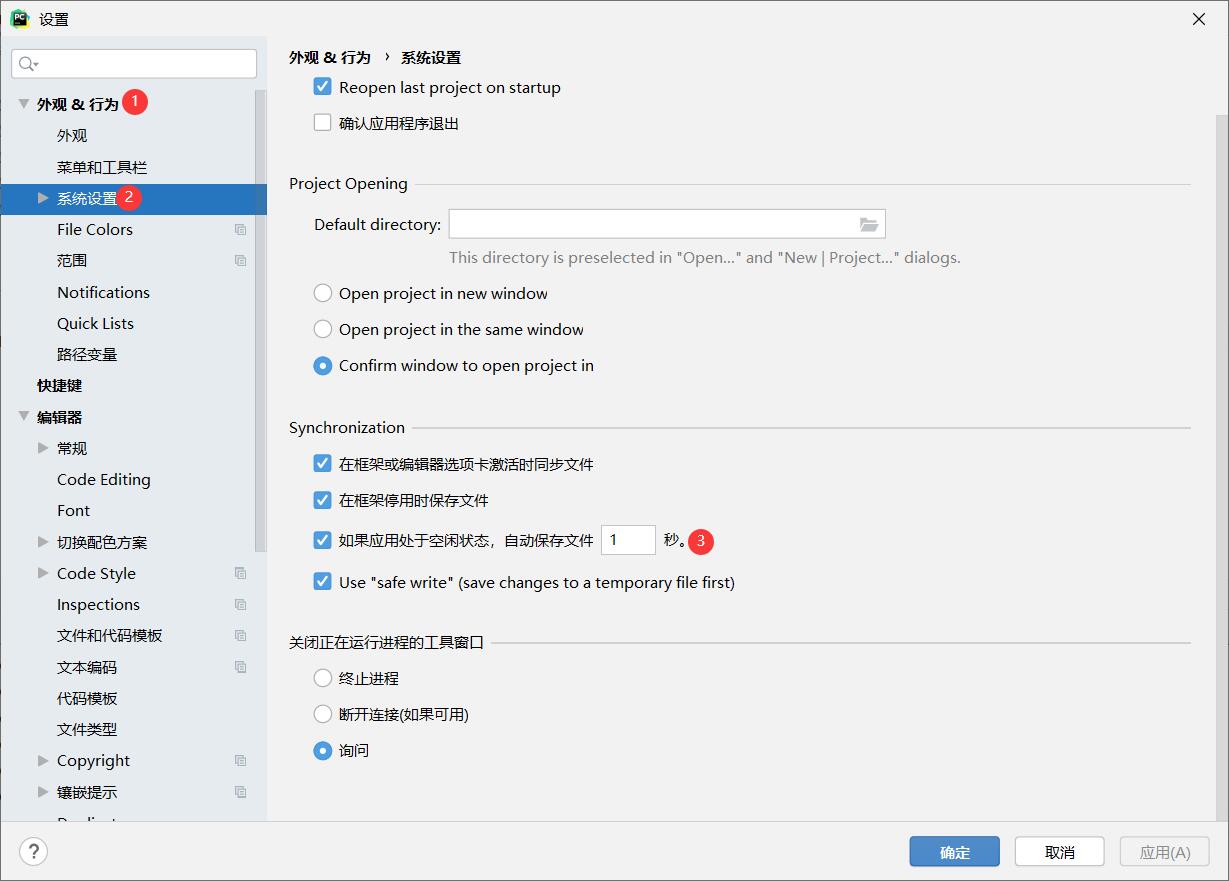 PC
设置
外观 & 行为 1
外观
菜单和工具栏
系统设置 2
File Colors
范围
Notifications
Quick Lists
路径变量
快捷键
编辑器
常规
Code Editing
Font
切换配色方案
Code Style
Inspections
文件和代码模板
文本编码
代码模板
文件类型
Copyright
镶嵌提示
外观 & 行为 › 系统设置
Reopen last project on startup
确认应用程序退出
Project Opening
Default directory:
This directory is preselected in "Open..." and "New | Project..." dialogs.
Open project in new window
Open project in the same window
Confirm window to open project in
Synchronization
在框架或编辑器选项卡激活时同步文件
在框架停用时保存文件
如果应用处于空闲状态，自动保存文件 1 秒。 3
Use "safe write" (save changes to a temporary file first)
关闭正在运行进程的工具窗口
终止进程
断开连接(如果可用)
询问
?
确定
取消
应用(A)